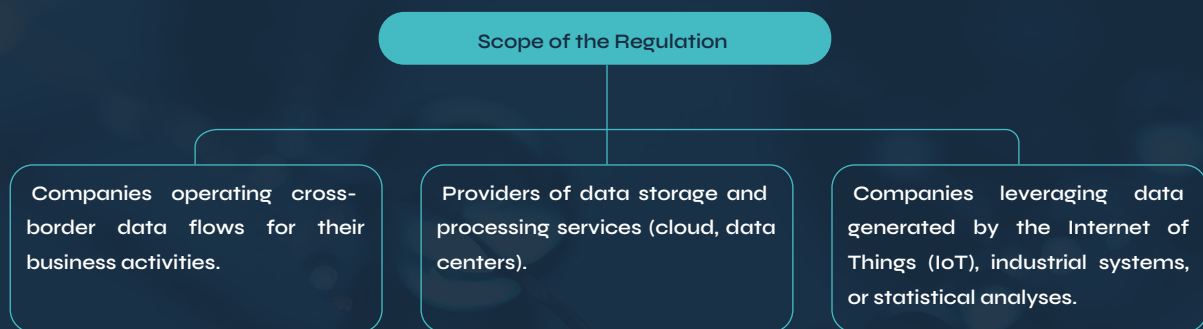 Scope of the Regulation
Companies operating cross-
border data flows for their
business activities.
Providers of data storage and
processing services (cloud, data
centers).
Companies leveraging data
generated by the Internet of
Things (IoT), industrial systems,
or statistical analyses.